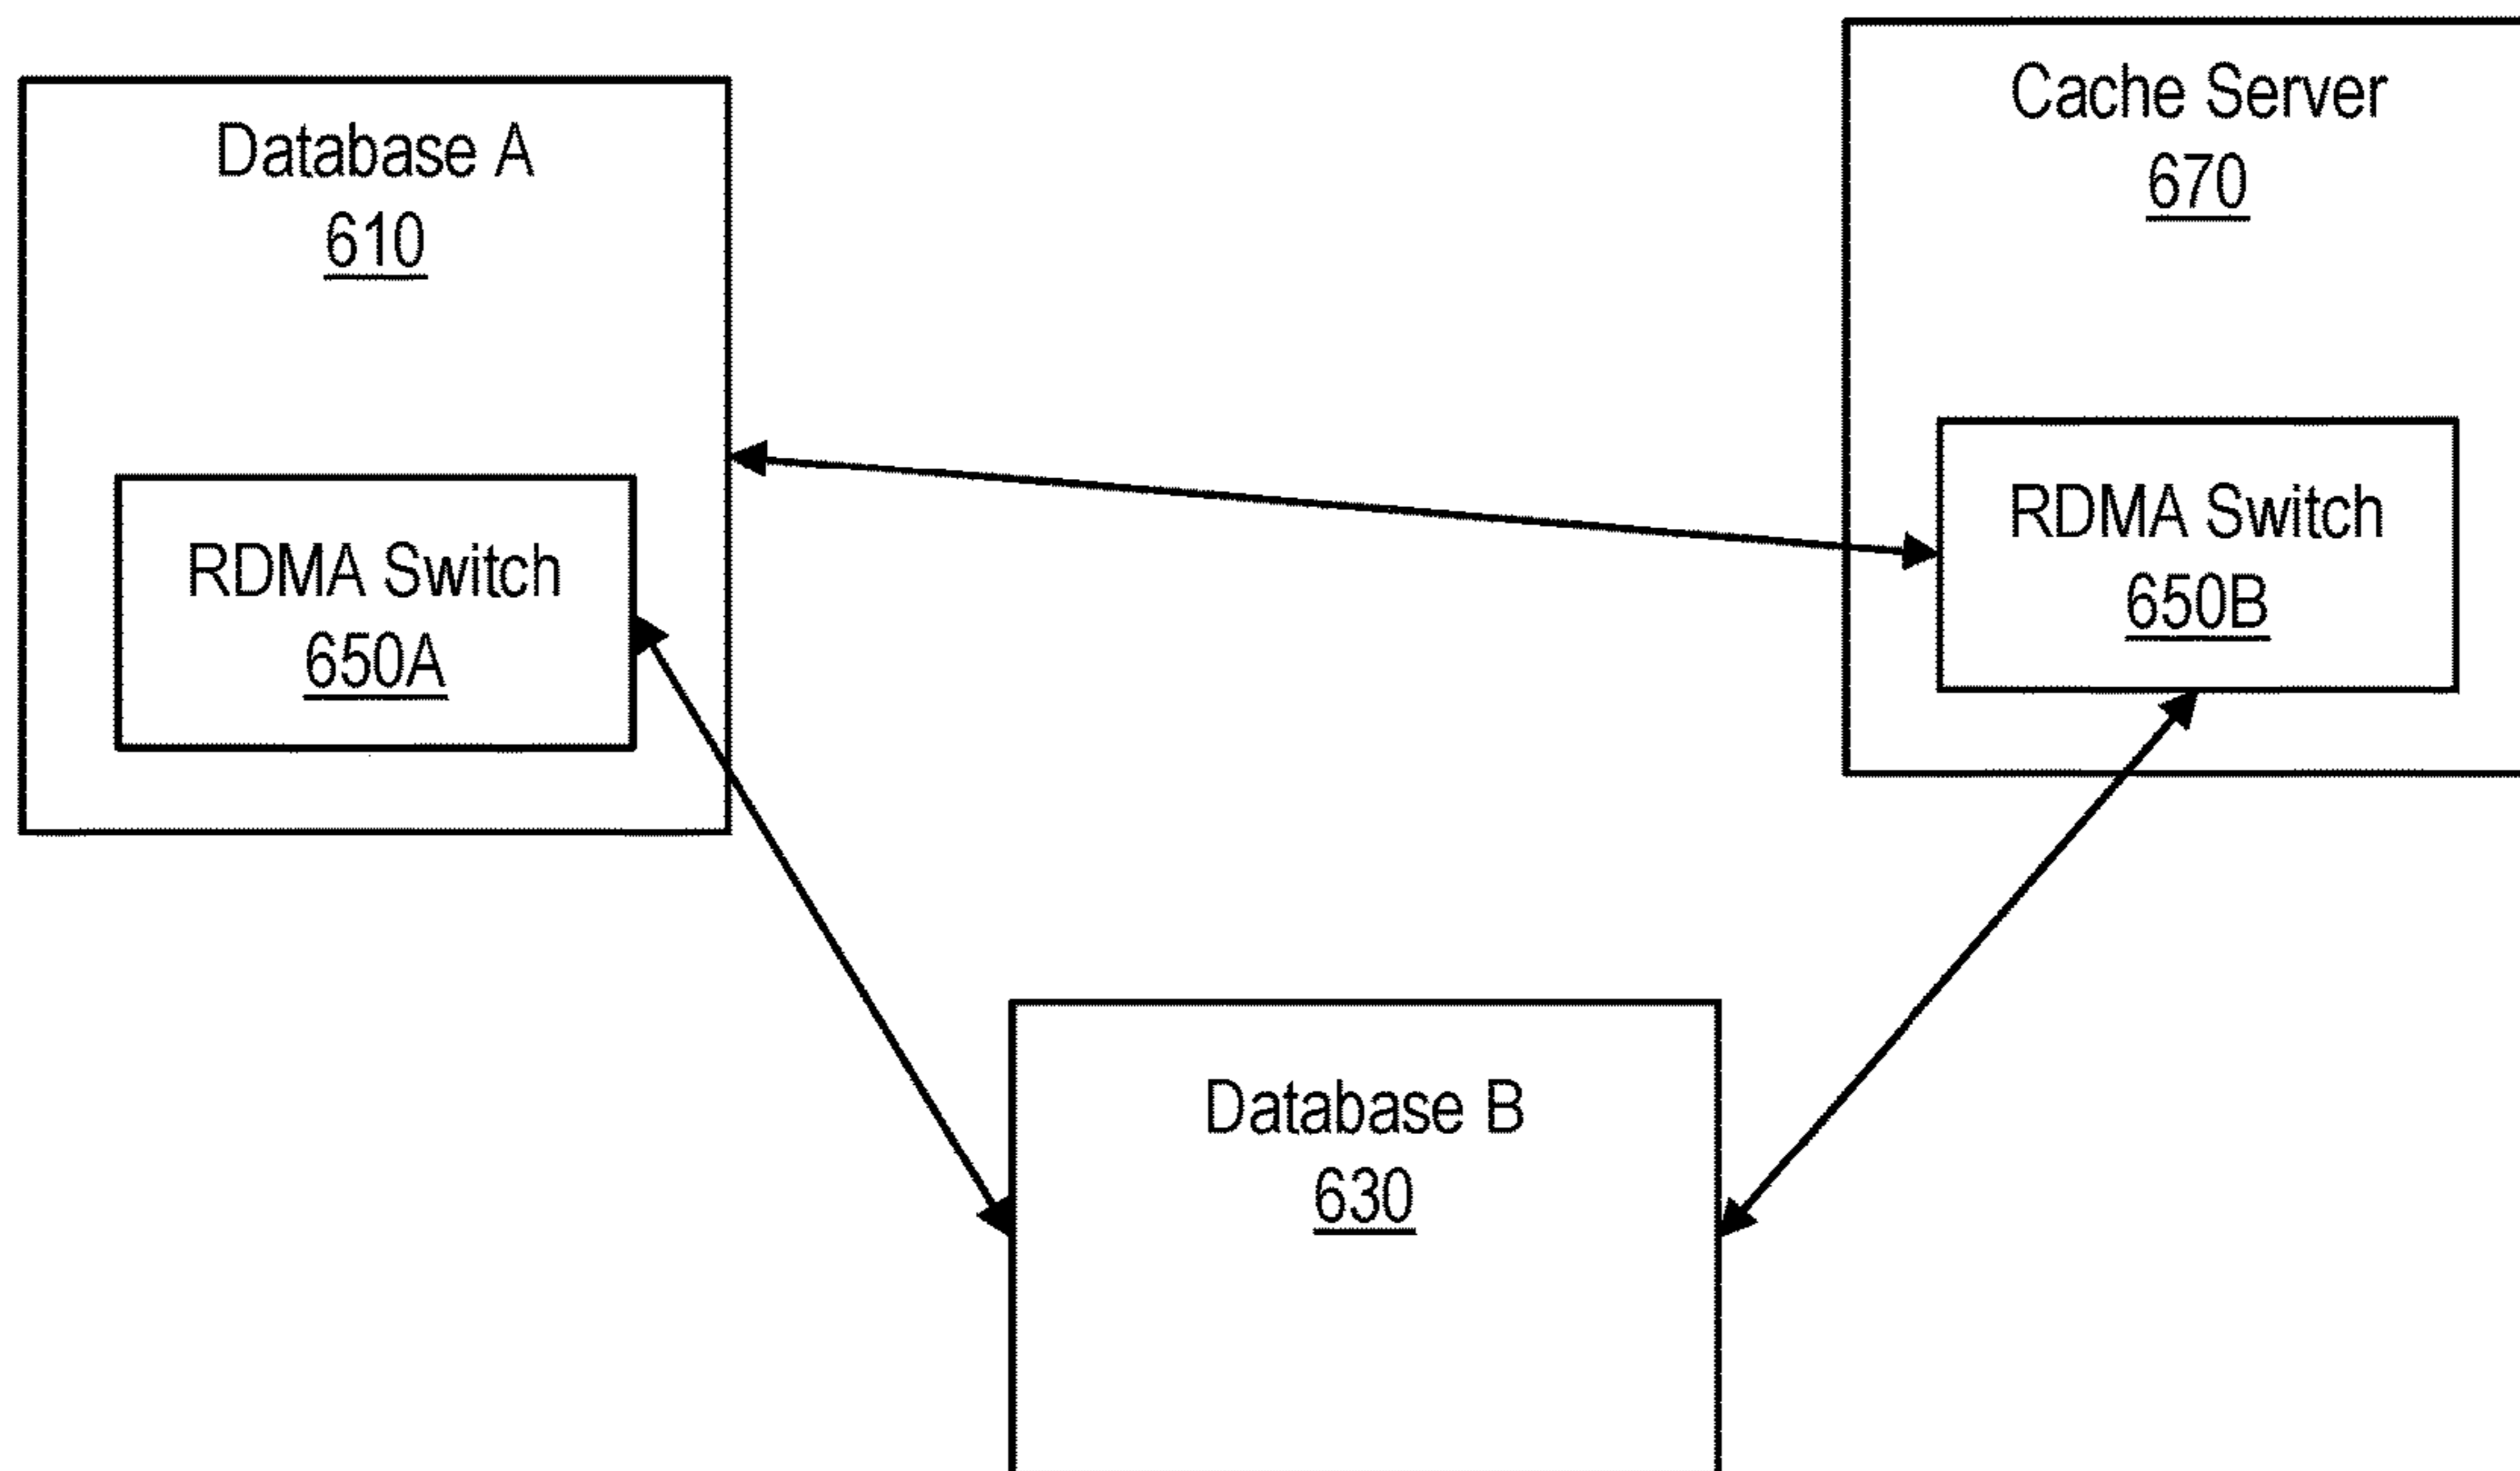 Database A
610
RDMA Switch
650A
Cache Server
670
RDMA Switch
650B
Database B
630